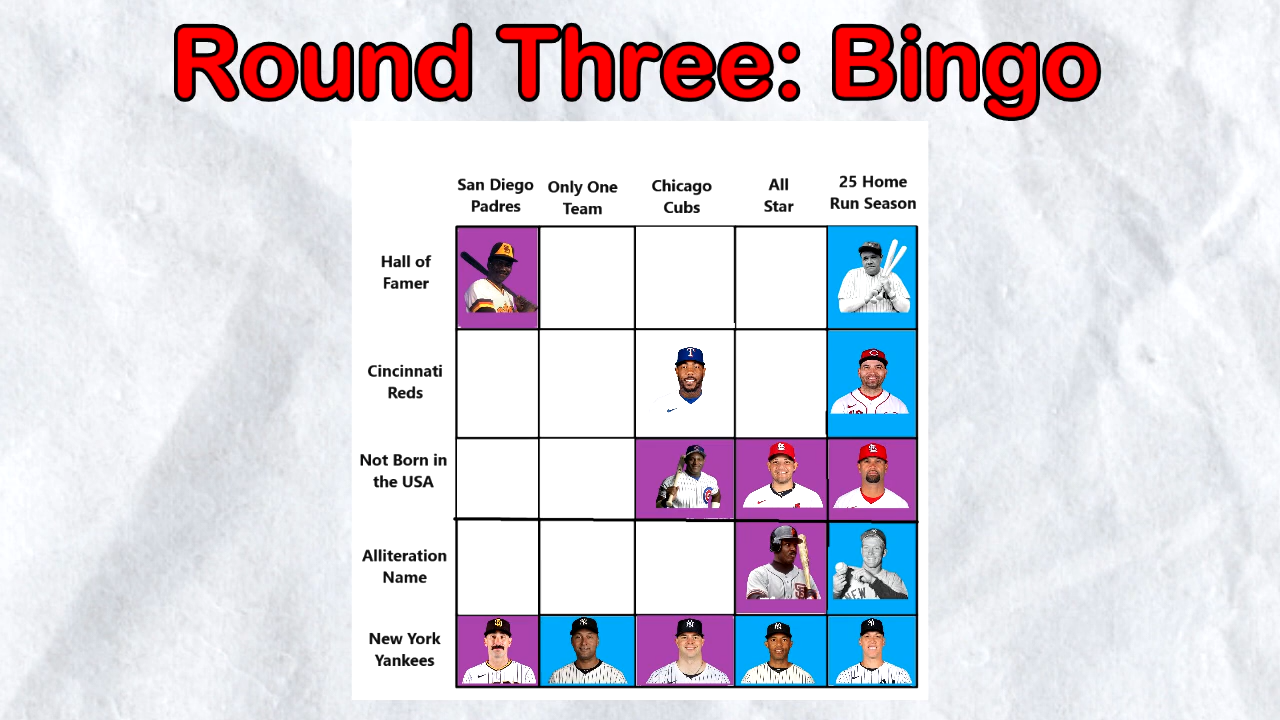 Round Three: Bingo
San Diego
Padres
Only One
Team
Chicago
Cubs
All
Star
25 Home
Run Season
Hall of
Famer
Cincinnati
Reds
Not Born in
the USA
Alliteration
Name
New York
Yankees